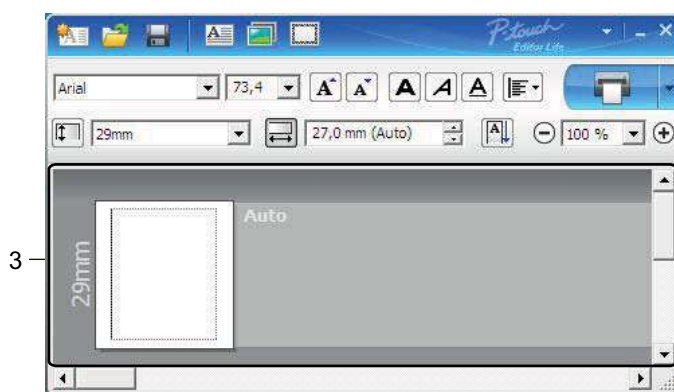 P-touch
Editor Lite
Arial 73,4 A A A A A
29mm 27,0 mm (Auto) A 100 %
Auto
29mm
3